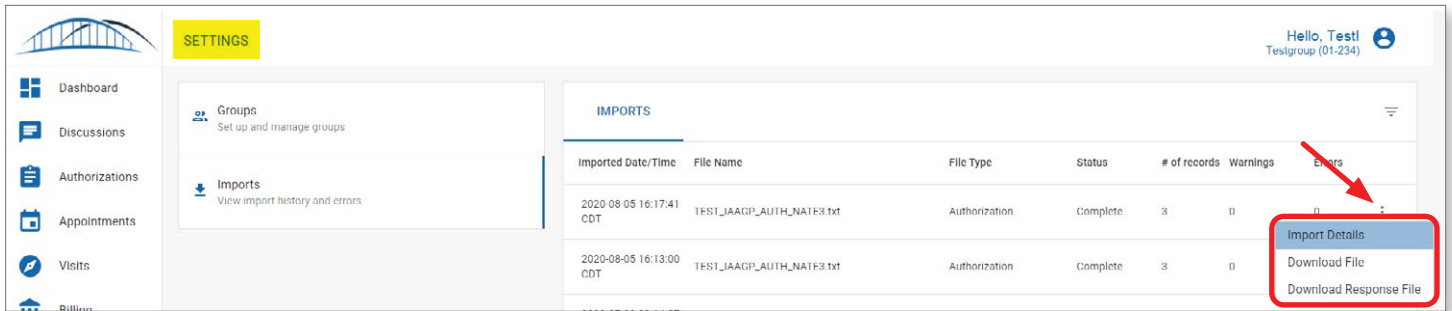 SETTINGS
Hello, Test!
Testgroup (01-234)
Dashboard
Discussions
Authorizations
Appointments
Visits
Billing
Groups
Set up and manage groups
Imports
View import history and errors
IMPORTS
Imported Date/Time File Name File Type Status # of records Warnings Errors
2020-08-05 16:17:41
CDT
TEST_IAAGP_AUTH_NATE3.txt Authorization Complete 3 0 0
2020-08-05 16:13:00
CDT
TEST_IAAGP_AUTH_NATE3.txt Authorization Complete 3 0
Import Details
Download File
Download Response File